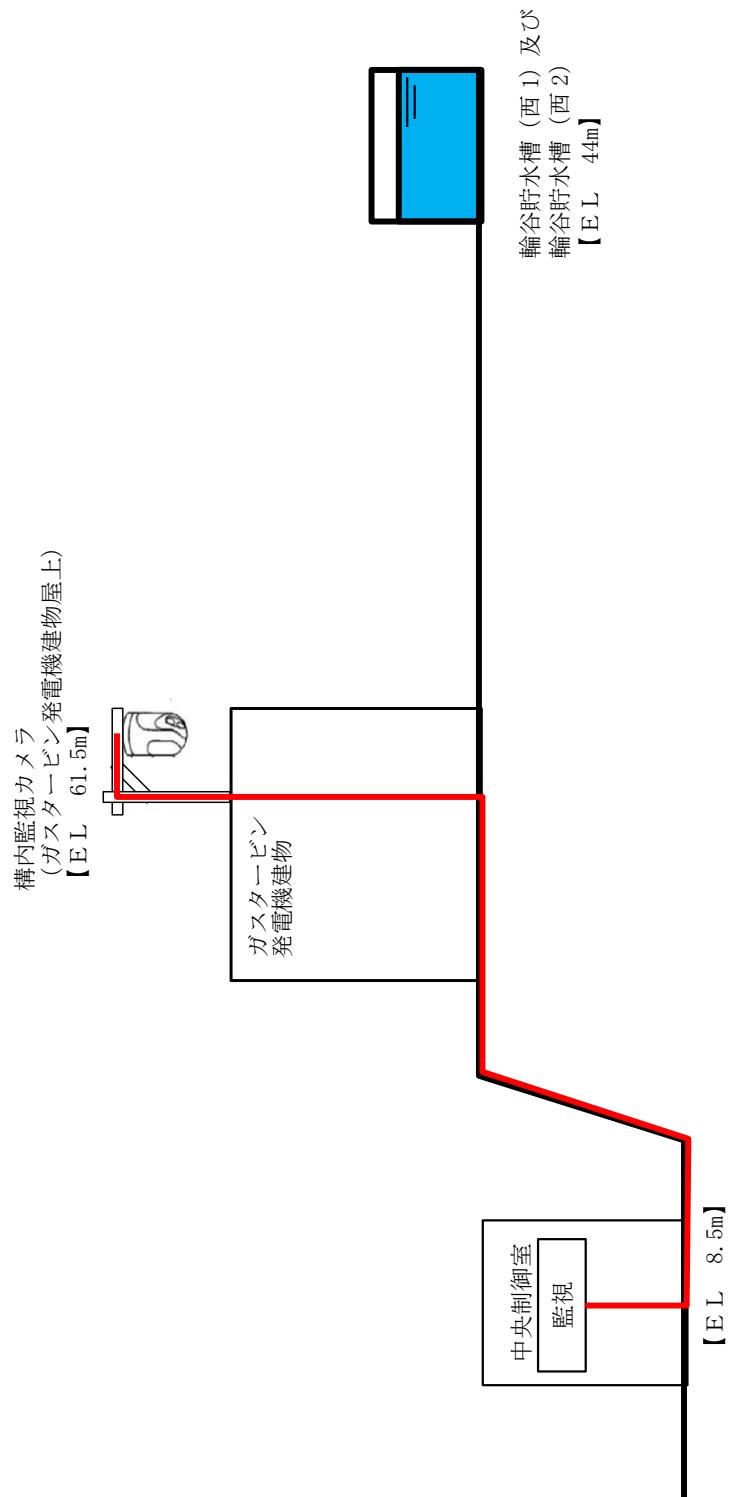 構内監視カメラ
(ガスタービン発電機建物屋上)
【ＥＬ　61.5m】
ガスタービン
発電機建物
中央制御室
監視
【ＥＬ　8.5m】
輪谷貯水槽（西1）及び
輪谷貯水槽（西2）
【ＥＬ　44m】